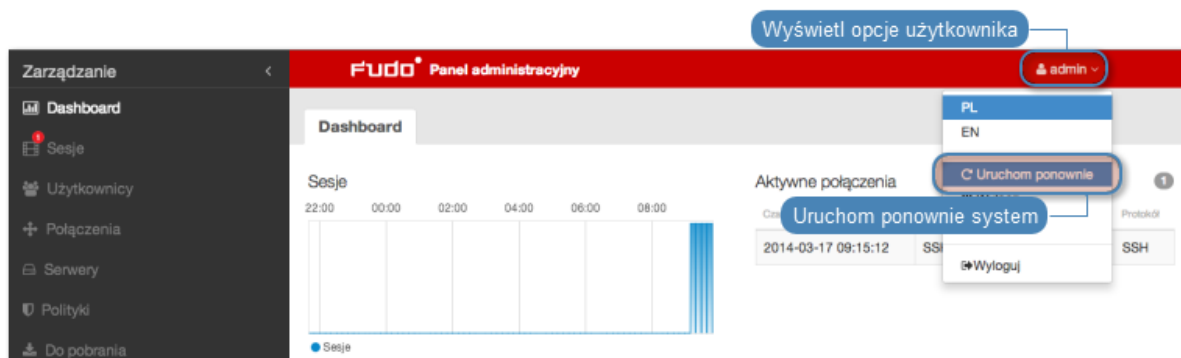 Wyświetl opcje użytkownika
Zarządzanie
FUDO Panel administracyjny
admin
Dashboard
Sesje
1
Użytkownicy
Połączenia
Serwery
Polityki
Do pobrania
Dashboard
PL
EN
Uruchom ponownie
Wyloguj
Uruchom ponownie system
Sesje
22:00 00:00 02:00 04:00 06:00 08:00
Sesje
Aktywne połączenia
1
Protokół
2014-03-17 09:15:12
SSH